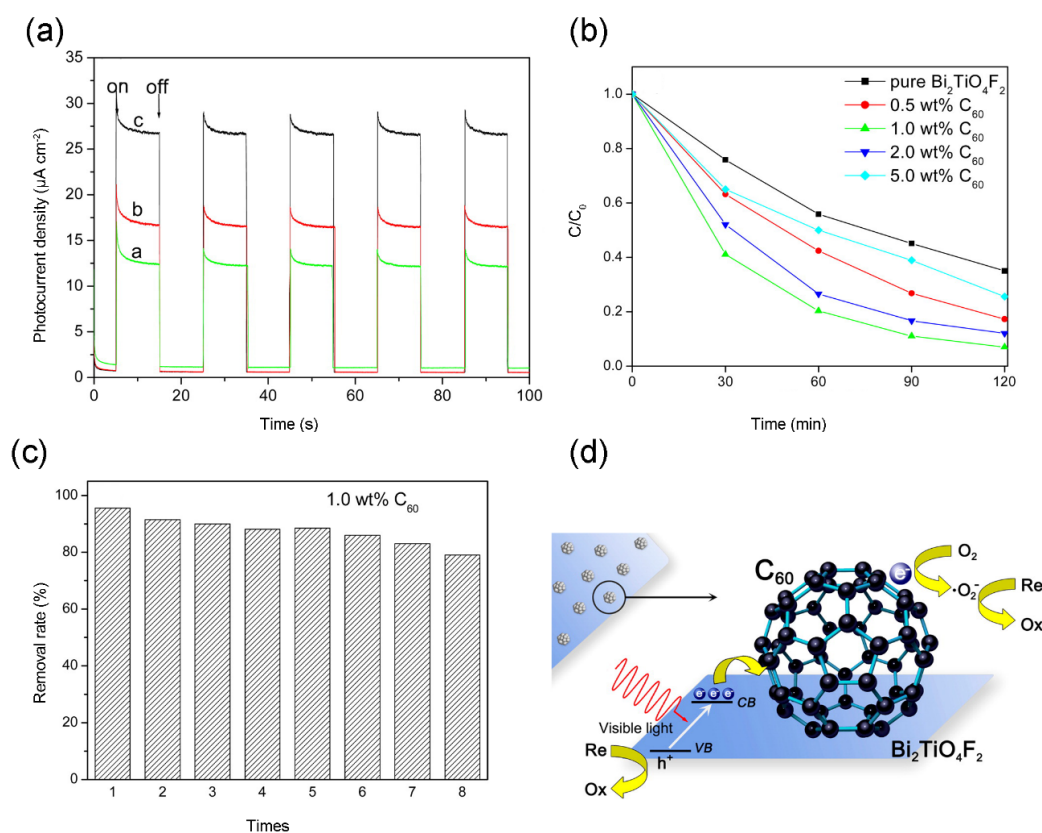 (a)
35
30
25
20
15
10
5
0
0
20
40
60
80
100
on
off
c
b
a
Photocurrent density (μA cm⁻²)
Time (s)
(b)
1.0
0.8
0.6
0.4
0.2
0.0
0
30
60
90
120
pure Bi₂TiO₄F₂
0.5 wt% C₆₀
1.0 wt% C₆₀
2.0 wt% C₆₀
5.0 wt% C₆₀
C/C₀
Time (min)
(c)
100
80
60
40
20
0
1.0 wt% C₆₀
1
2
3
4
5
6
7
8
Removal rate (%)
Times
(d)
C₆₀
e⁻
O₂
·O₂⁻
Re
Ox
e⁻ e⁻ e⁻
CB
Visible light
VB
h⁺
Re
Ox
Bi₂TiO₄F₂